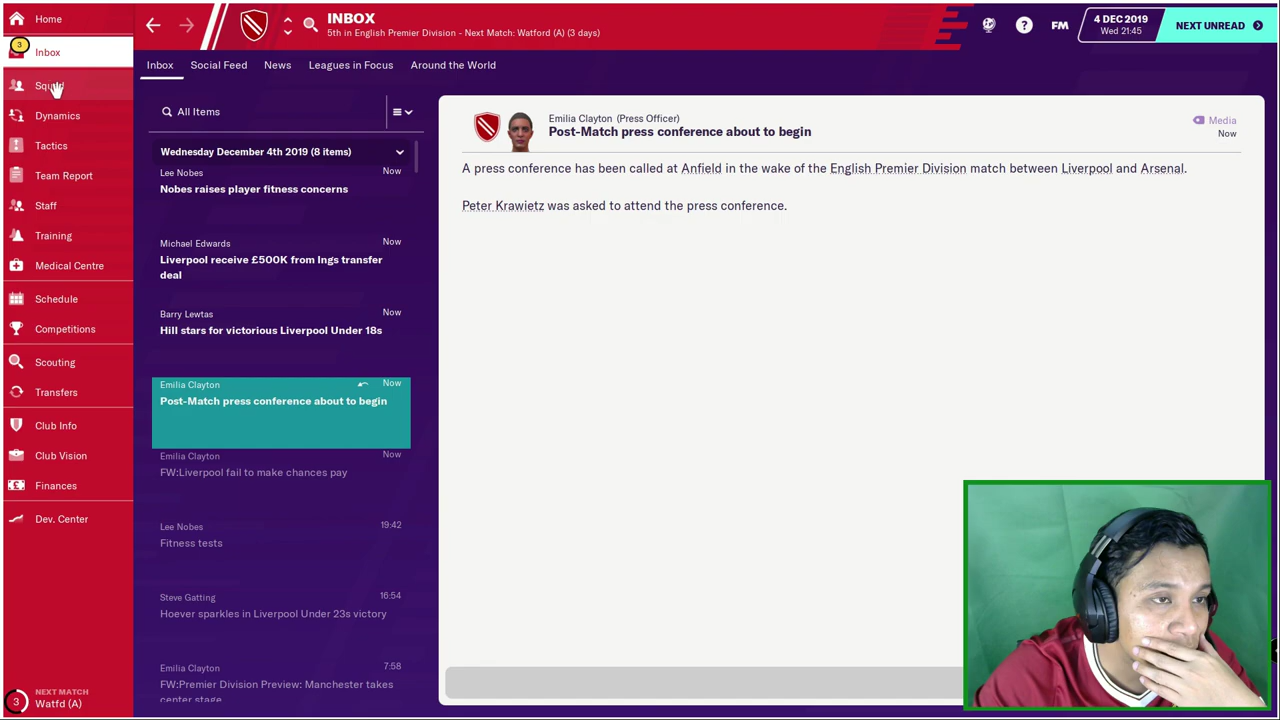 Home
INBOX
5th in English Premier Division - Next Match: Watford (A) (3 days)
FM
4 DEC 2019
Wed 21:45
NEXT UNREAD
3
Inbox
Squad
Dynamics
Tactics
Team Report
Staff
Training
Medical Centre
Schedule
Competitions
Scouting
Transfers
Club Info
Club Vision
Finances
Dev. Center
3
NEXT MATCH
Watfd (A)
Inbox
Social Feed
News
Leagues in Focus
Around the World
All Items
Wednesday December 4th 2019 (8 items)
Lee Nobes
Now
Nobes raises player fitness concerns
Michael Edwards
Now
Liverpool receive £500K from Ings transfer
deal
Barry Lewtas
Now
Hill stars for victorious Liverpool Under 18s
Emilia Clayton
Now
Post-Match press conference about to begin
Emilia Clayton
Now
FW:Liverpool fail to make chances pay
Lee Nobes
19:42
Fitness tests
Steve Gatting
16:54
Hoever sparkles in Liverpool Under 23s victory
Emilia Clayton
7:58
FW:Premier Division Preview: Manchester takes
center stage
Emilia Clayton (Press Officer)
Post-Match press conference about to begin
Media
Now
A press conference has been called at Anfield in the wake of the English Premier Division match between Liverpool and Arsenal.
Peter Krawietz was asked to attend the press conference.